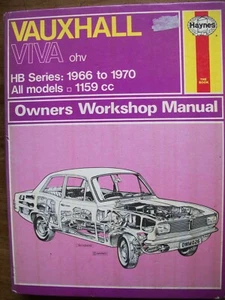 VAUXHALL
VIVA ohv
HB Series: 1966 to 1970
All models □ 1159 cc
Haynes
Owners Workshop Manual